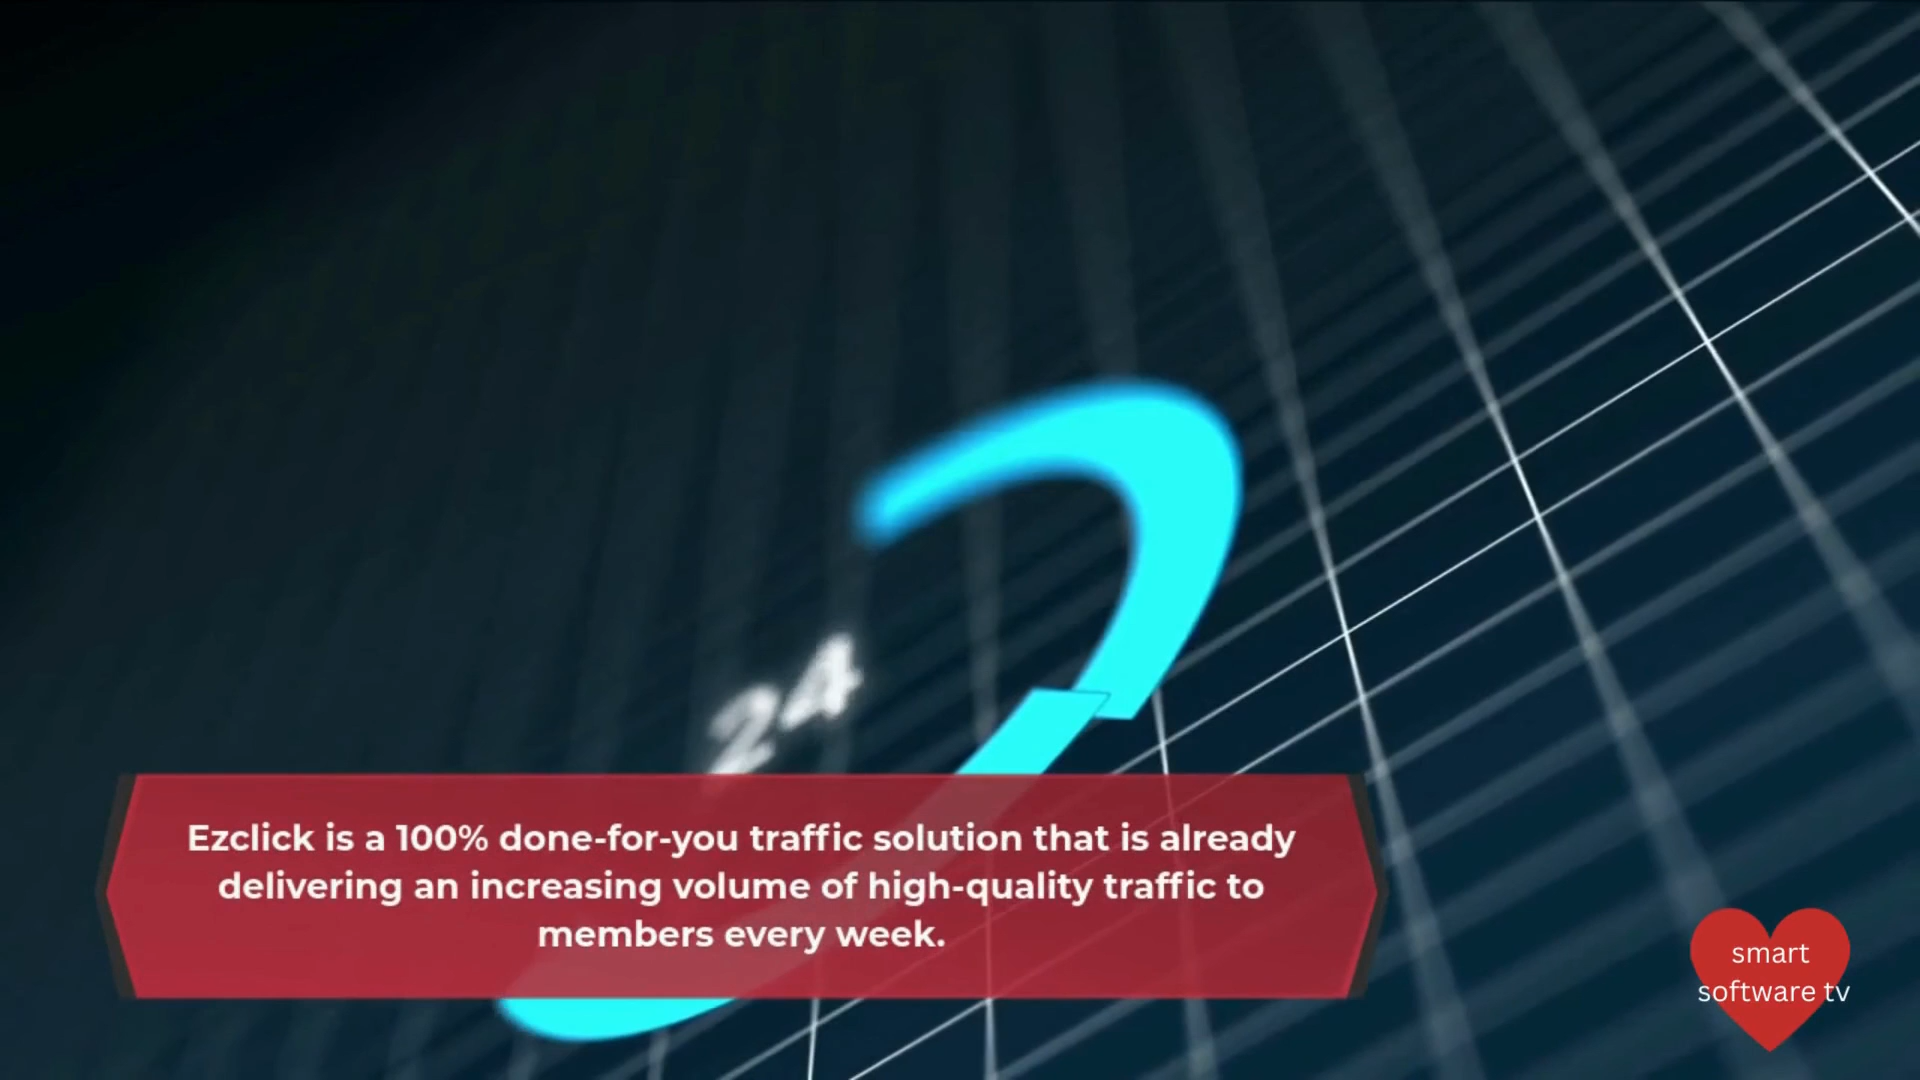 24
Ezclick is a 100% done-for-you traffic solution that is already
delivering an increasing volume of high-quality traffic to
members every week.
smart
software tv